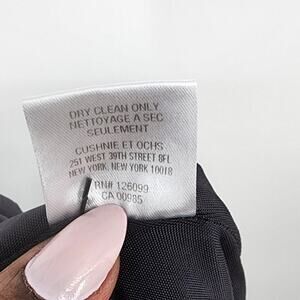 DRY CLEAN ONLY
NETTOYAGE A SEC
SEULEMENT
CUSHNIE ET OCHS
251 WEST 39TH STREET 8FL
NEW YORK, NEW YORK 10018
RN# 126099
CA 00985